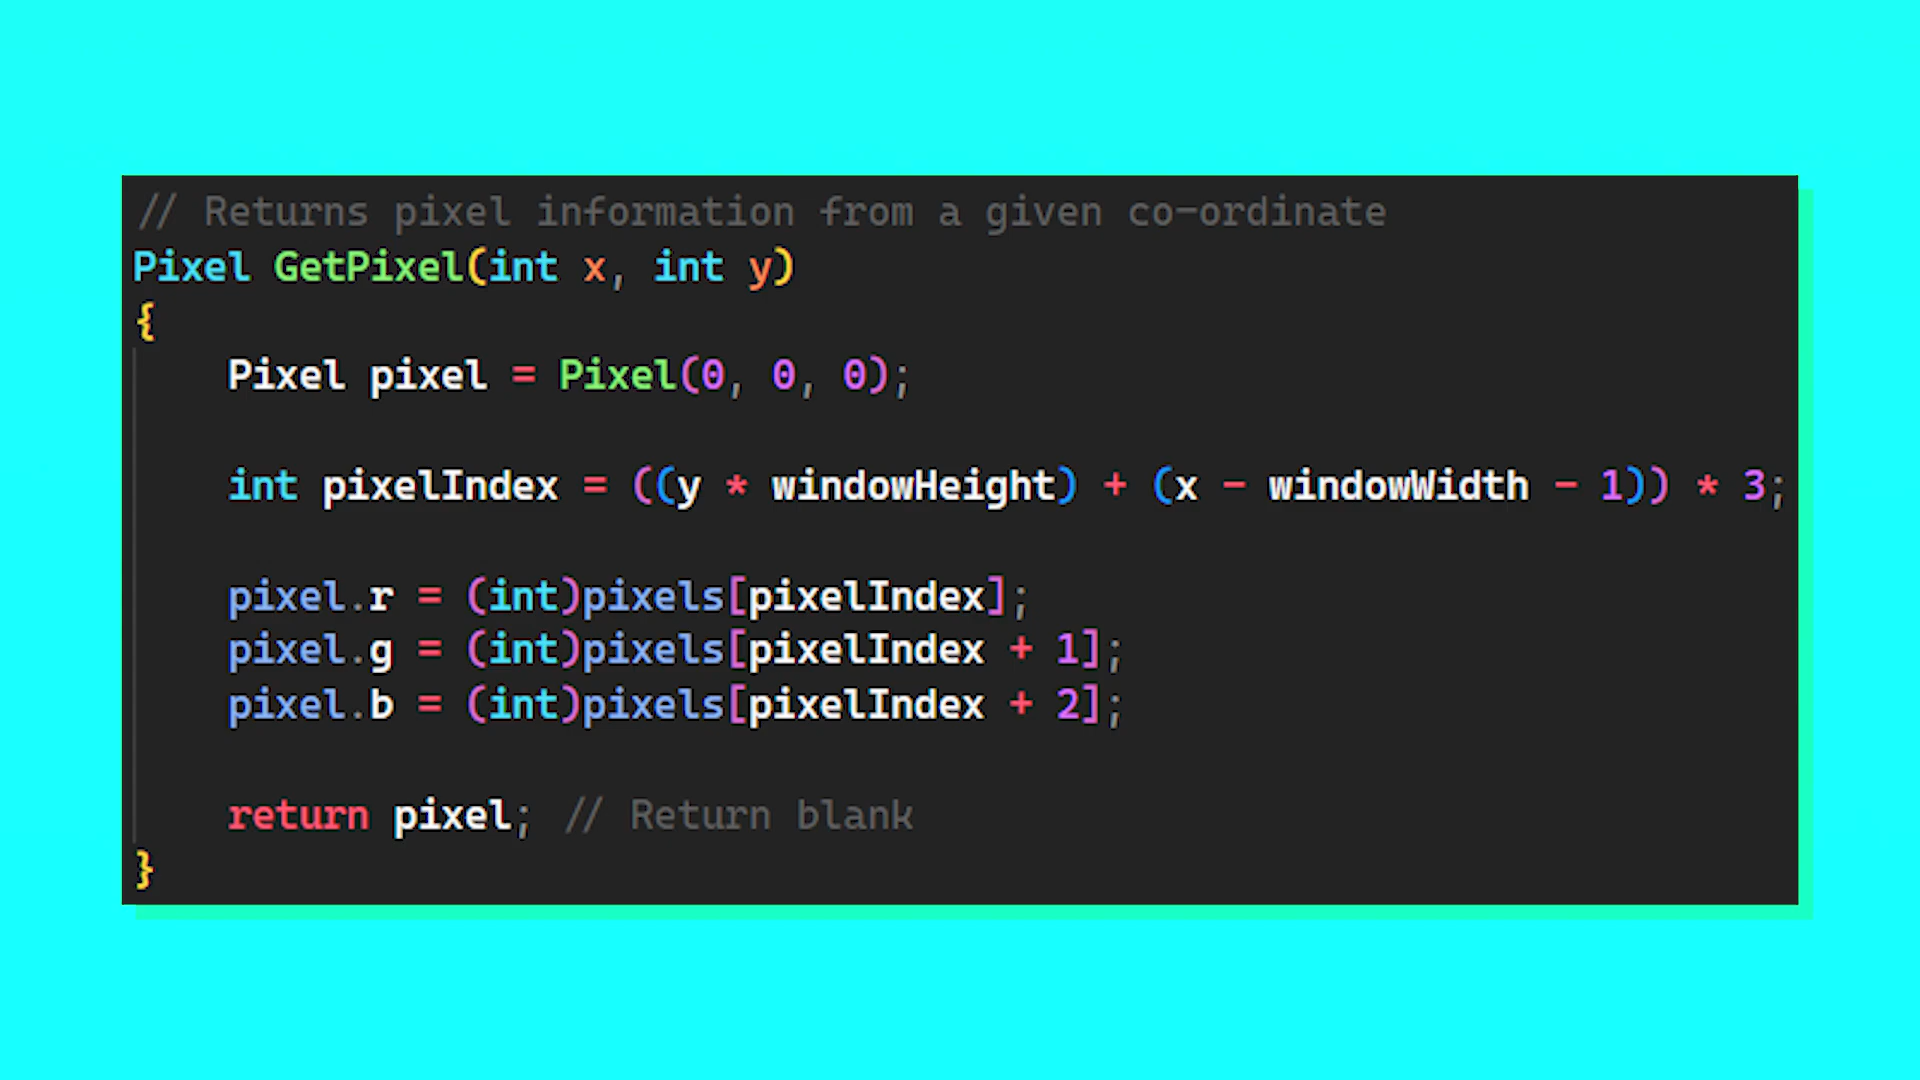 // Returns pixel information from a given co-ordinate
Pixel GetPixel(int x, int y)
{
Pixel pixel = Pixel(0, 0, 0);
int pixelIndex = ((y * windowHeight) + (x - windowWidth - 1)) * 3;
pixel.r = (int)pixels[pixelIndex];
pixel.g = (int)pixels[pixelIndex + 1];
pixel.b = (int)pixels[pixelIndex + 2];
return pixel; // Return blank
}